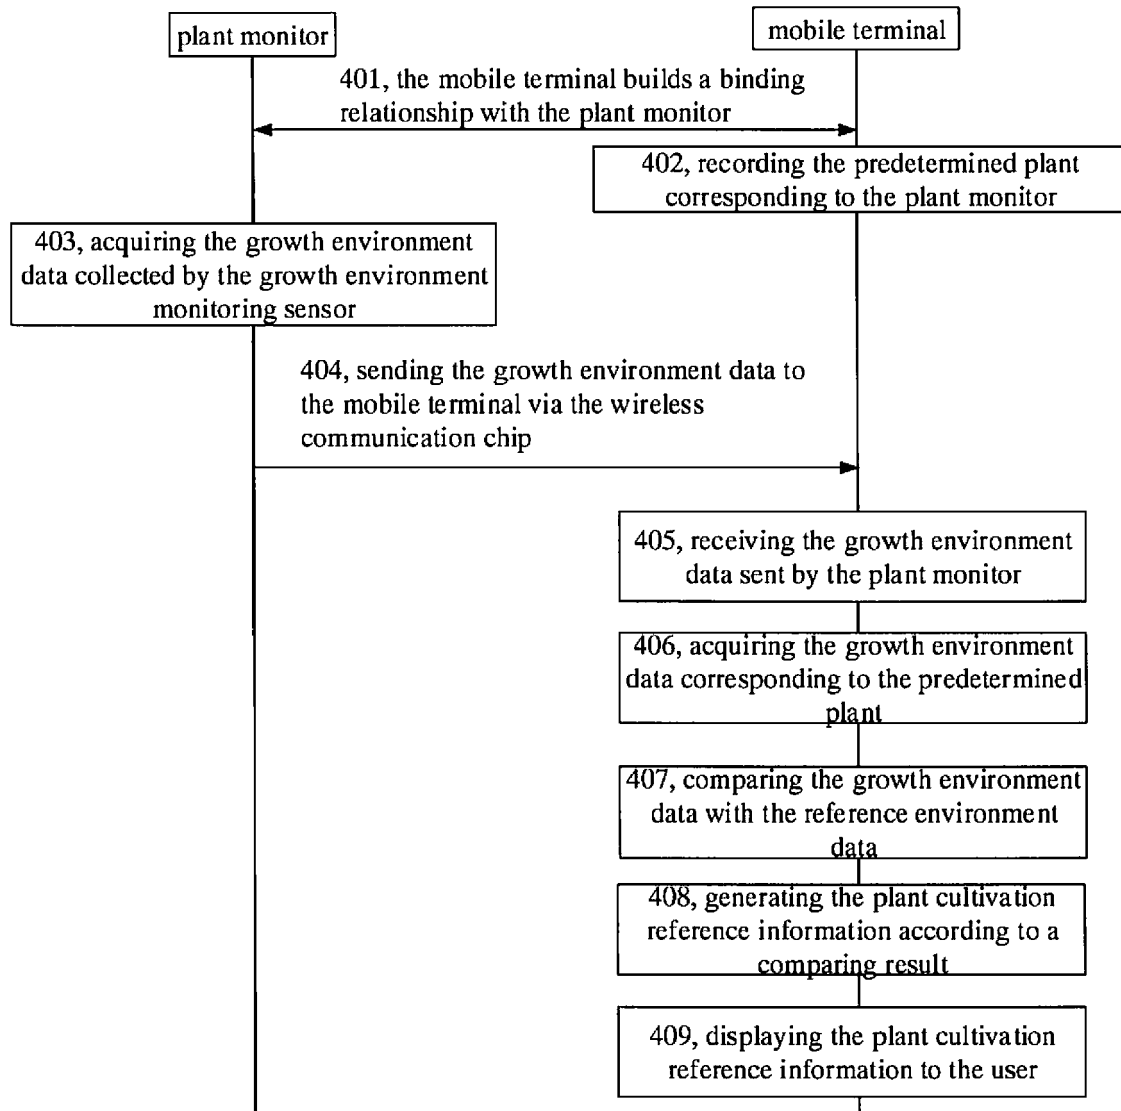 plant monitor
mobile terminal
401, the mobile terminal builds a binding
relationship with the plant monitor
402, recording the predetermined plant
corresponding to the plant monitor
403, acquiring the growth environment
data collected by the growth environment
monitoring sensor
404, sending the growth environment data to
the mobile terminal via the wireless
communication chip
405, receiving the growth environment
data sent by the plant monitor
406, acquiring the growth environment
data corresponding to the predetermined
plant
407, comparing the growth environment
data with the reference environment
data
408, generating the plant cultivation
reference information according to a
comparing result
409, displaying the plant cultivation
reference information to the user